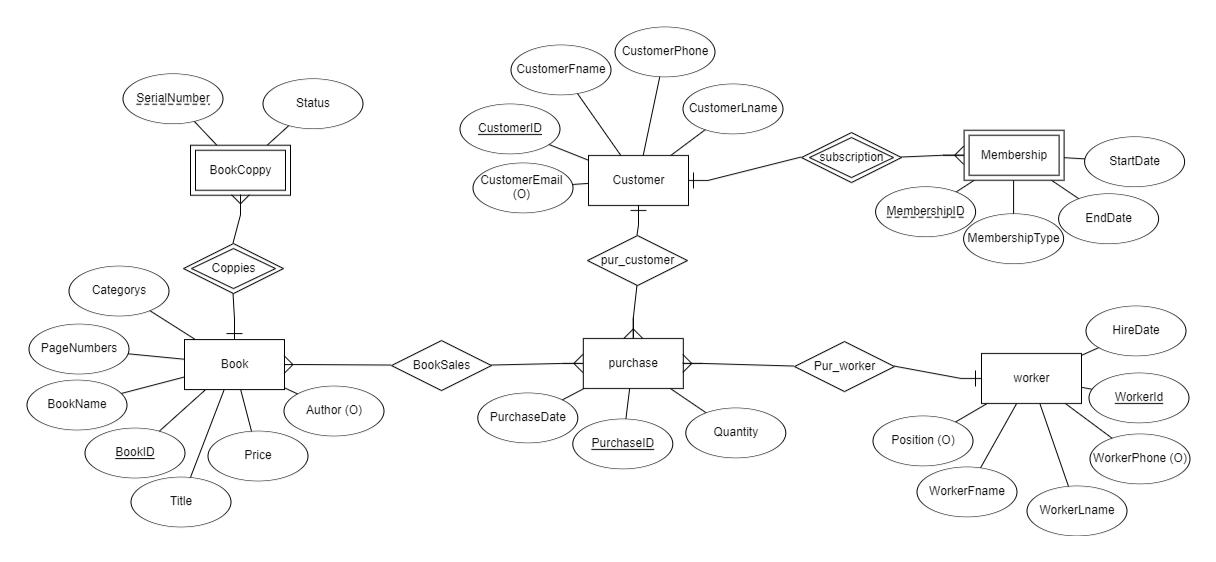 CustomerPhone
CustomerFname
SerialNumber
Status
CustomerLname
CustomerID
BookCoppy
Customer
subscription
Membership
StartDate
CustomerEmail
(O)
MembershipID
EndDate
MembershipType
Coppies
pur_customer
Categorys
HireDate
PageNumbers
Book
BookSales
purchase
Pur_worker
worker
BookName
Author (O)
PurchaseDate
WorkerId
BookID
Price
PurchaseID
Quantity
Position (O)
WorkerPhone (O)
Title
WorkerFname
WorkerLname